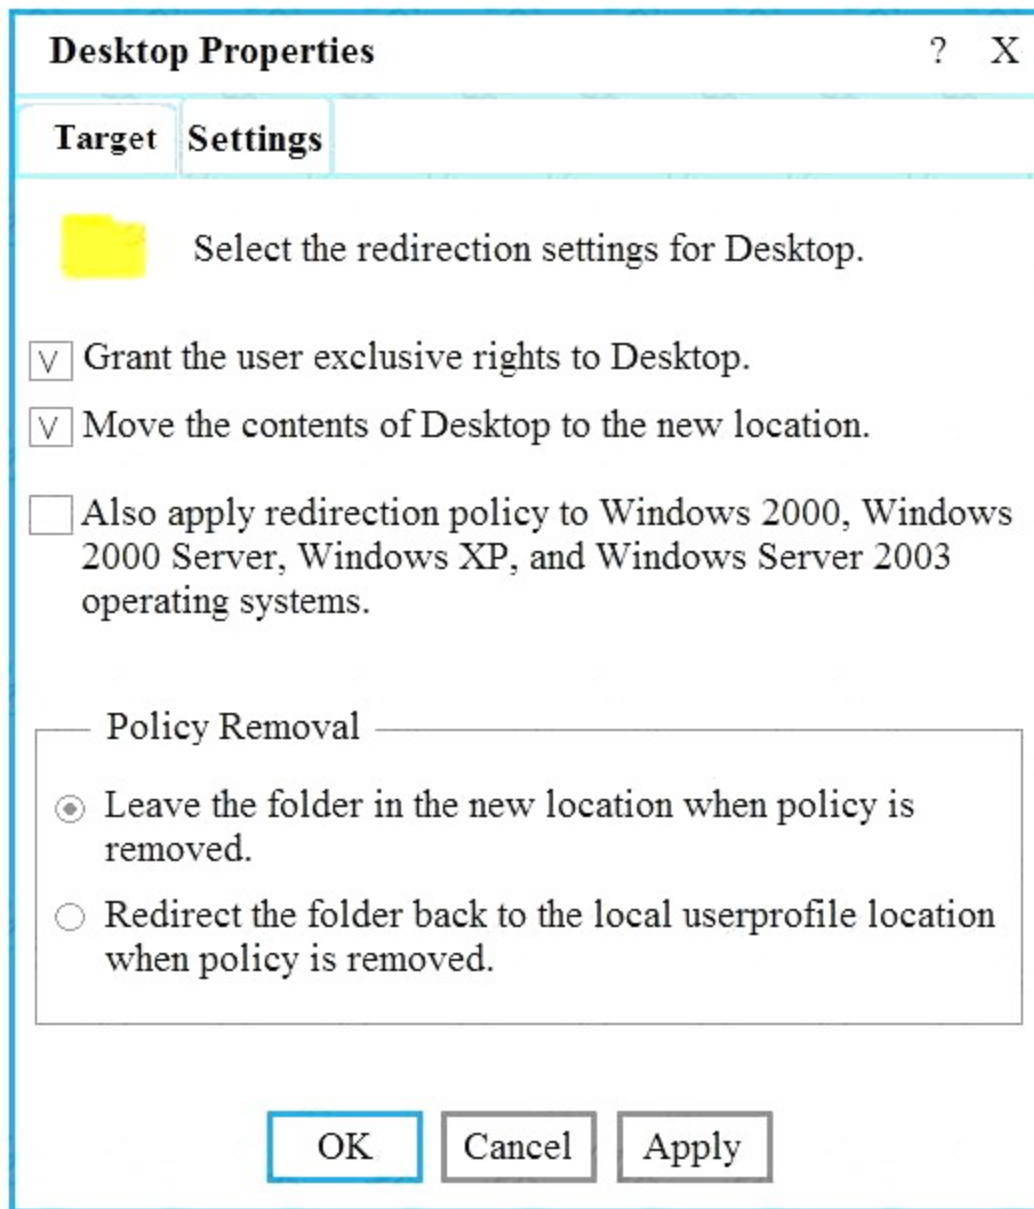 Desktop Properties ? X
Target Settings
Select the redirection settings for Desktop.
V Grant the user exclusive rights to Desktop.
V Move the contents of Desktop to the new location.
Also apply redirection policy to Windows 2000, Windows
2000 Server, Windows XP, and Windows Server 2003
operating systems.
Policy Removal
Leave the folder in the new location when policy is
removed.
Redirect the folder back to the local userprofile location
when policy is removed.
OK Cancel Apply